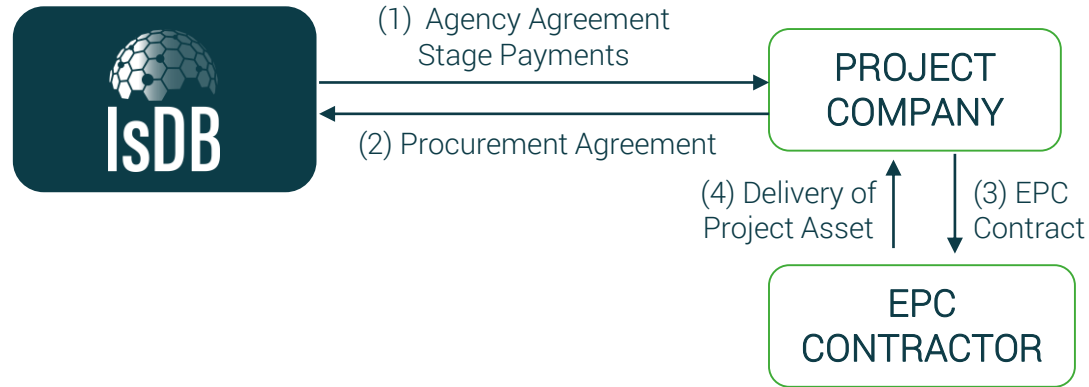 (1) Agency Agreement
Stage Payments
IsDB
PROJECT
COMPANY
(2) Procurement Agreement
(4) Delivery of
Project Asset
(3) EPC
Contract
EPC
CONTRACTOR